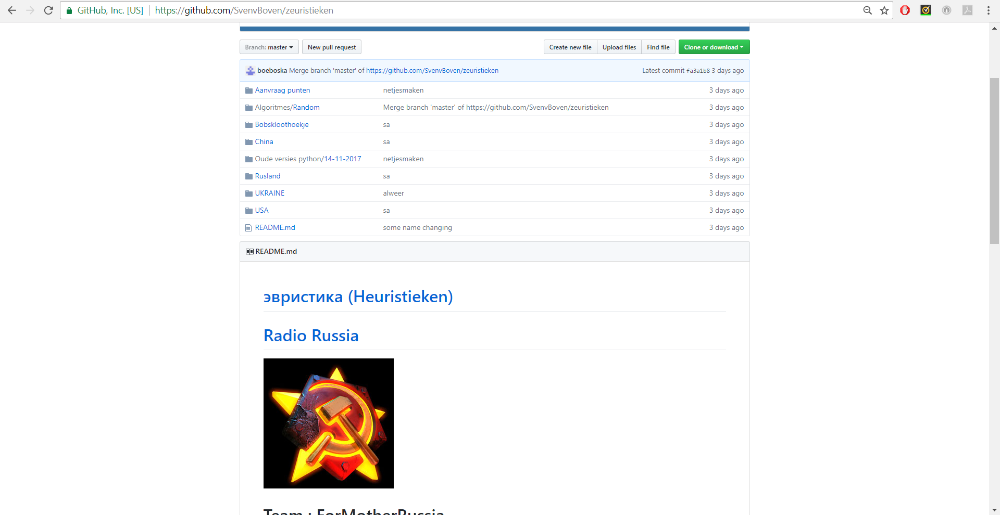 GitHub, Inc. [US] https://github.com/SvenvBoven/zeuristieken
Branch: master New pull request Create new file Upload files Find file Clone or download
boeboska Merge branch 'master' of https://github.com/SvenvBoven/zeuristieken Latest commit fa3a1b8 3 days ago
Aanvraag punten netjesmaken 3 days ago
Algoritmes/Random Merge branch 'master' of https://github.com/SvenvBoven/zeuristieken 3 days ago
Bobskloothoekje sa 3 days ago
China sa 3 days ago
Oude versies python/14-11-2017 netjesmaken 3 days ago
Rusland sa 3 days ago
UKRAINE alweer 3 days ago
USA sa 3 days ago
README.md some name changing 3 days ago
README.md
эвристика (Heuristieken)
Radio Russia
Team : ForMotherRussia